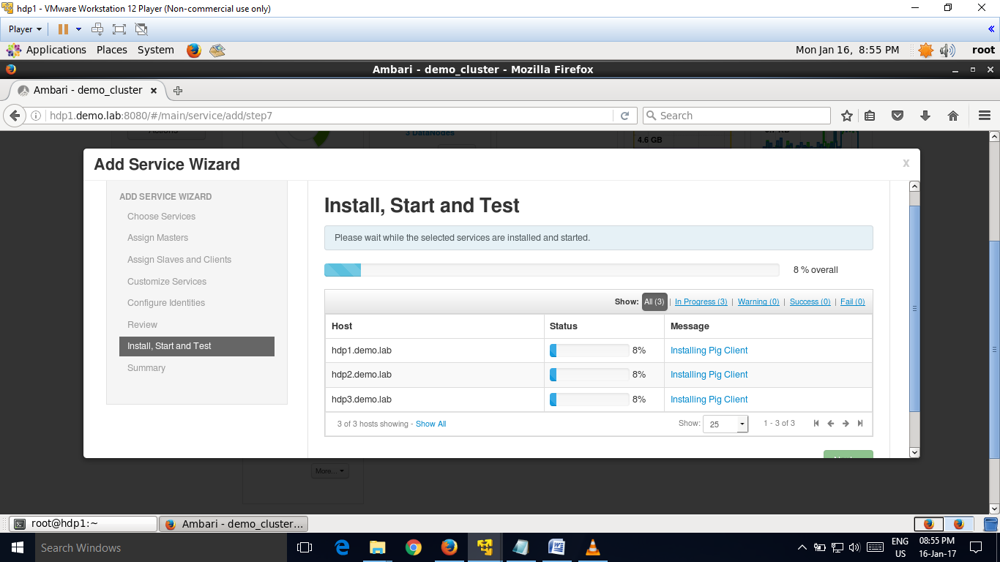 hdp1 - VMware Workstation 12 Player (Non-commercial use only)
Player
Applications Places System Mon Jan 16, 8:55 PM root
Ambari - demo_cluster - Mozilla Firefox
Ambari - demo_cluster
hdp1.demo.lab:8080/#/main/service/add/step7 Search
Actions 3 DataNodes 4.6 GB
Add Service Wizard x
ADD SERVICE WIZARD
Choose Services
Assign Masters
Assign Slaves and Clients
Customize Services
Configure Identities
Review
Install, Start and Test
Summary
Install, Start and Test
Please wait while the selected services are installed and started.
8 % overall
Show: All (3) | In Progress (3) | Warning (0) | Success (0) | Fail (0)
Host Status Message
hdp1.demo.lab 8% Installing Pig Client
hdp2.demo.lab 8% Installing Pig Client
hdp3.demo.lab 8% Installing Pig Client
3 of 3 hosts showing - Show All Show: 25 1 - 3 of 3
More...
root@hdp1:~ Ambari - demo_cluster...
Search Windows ENG 08:55 PM
US 16-Jan-17